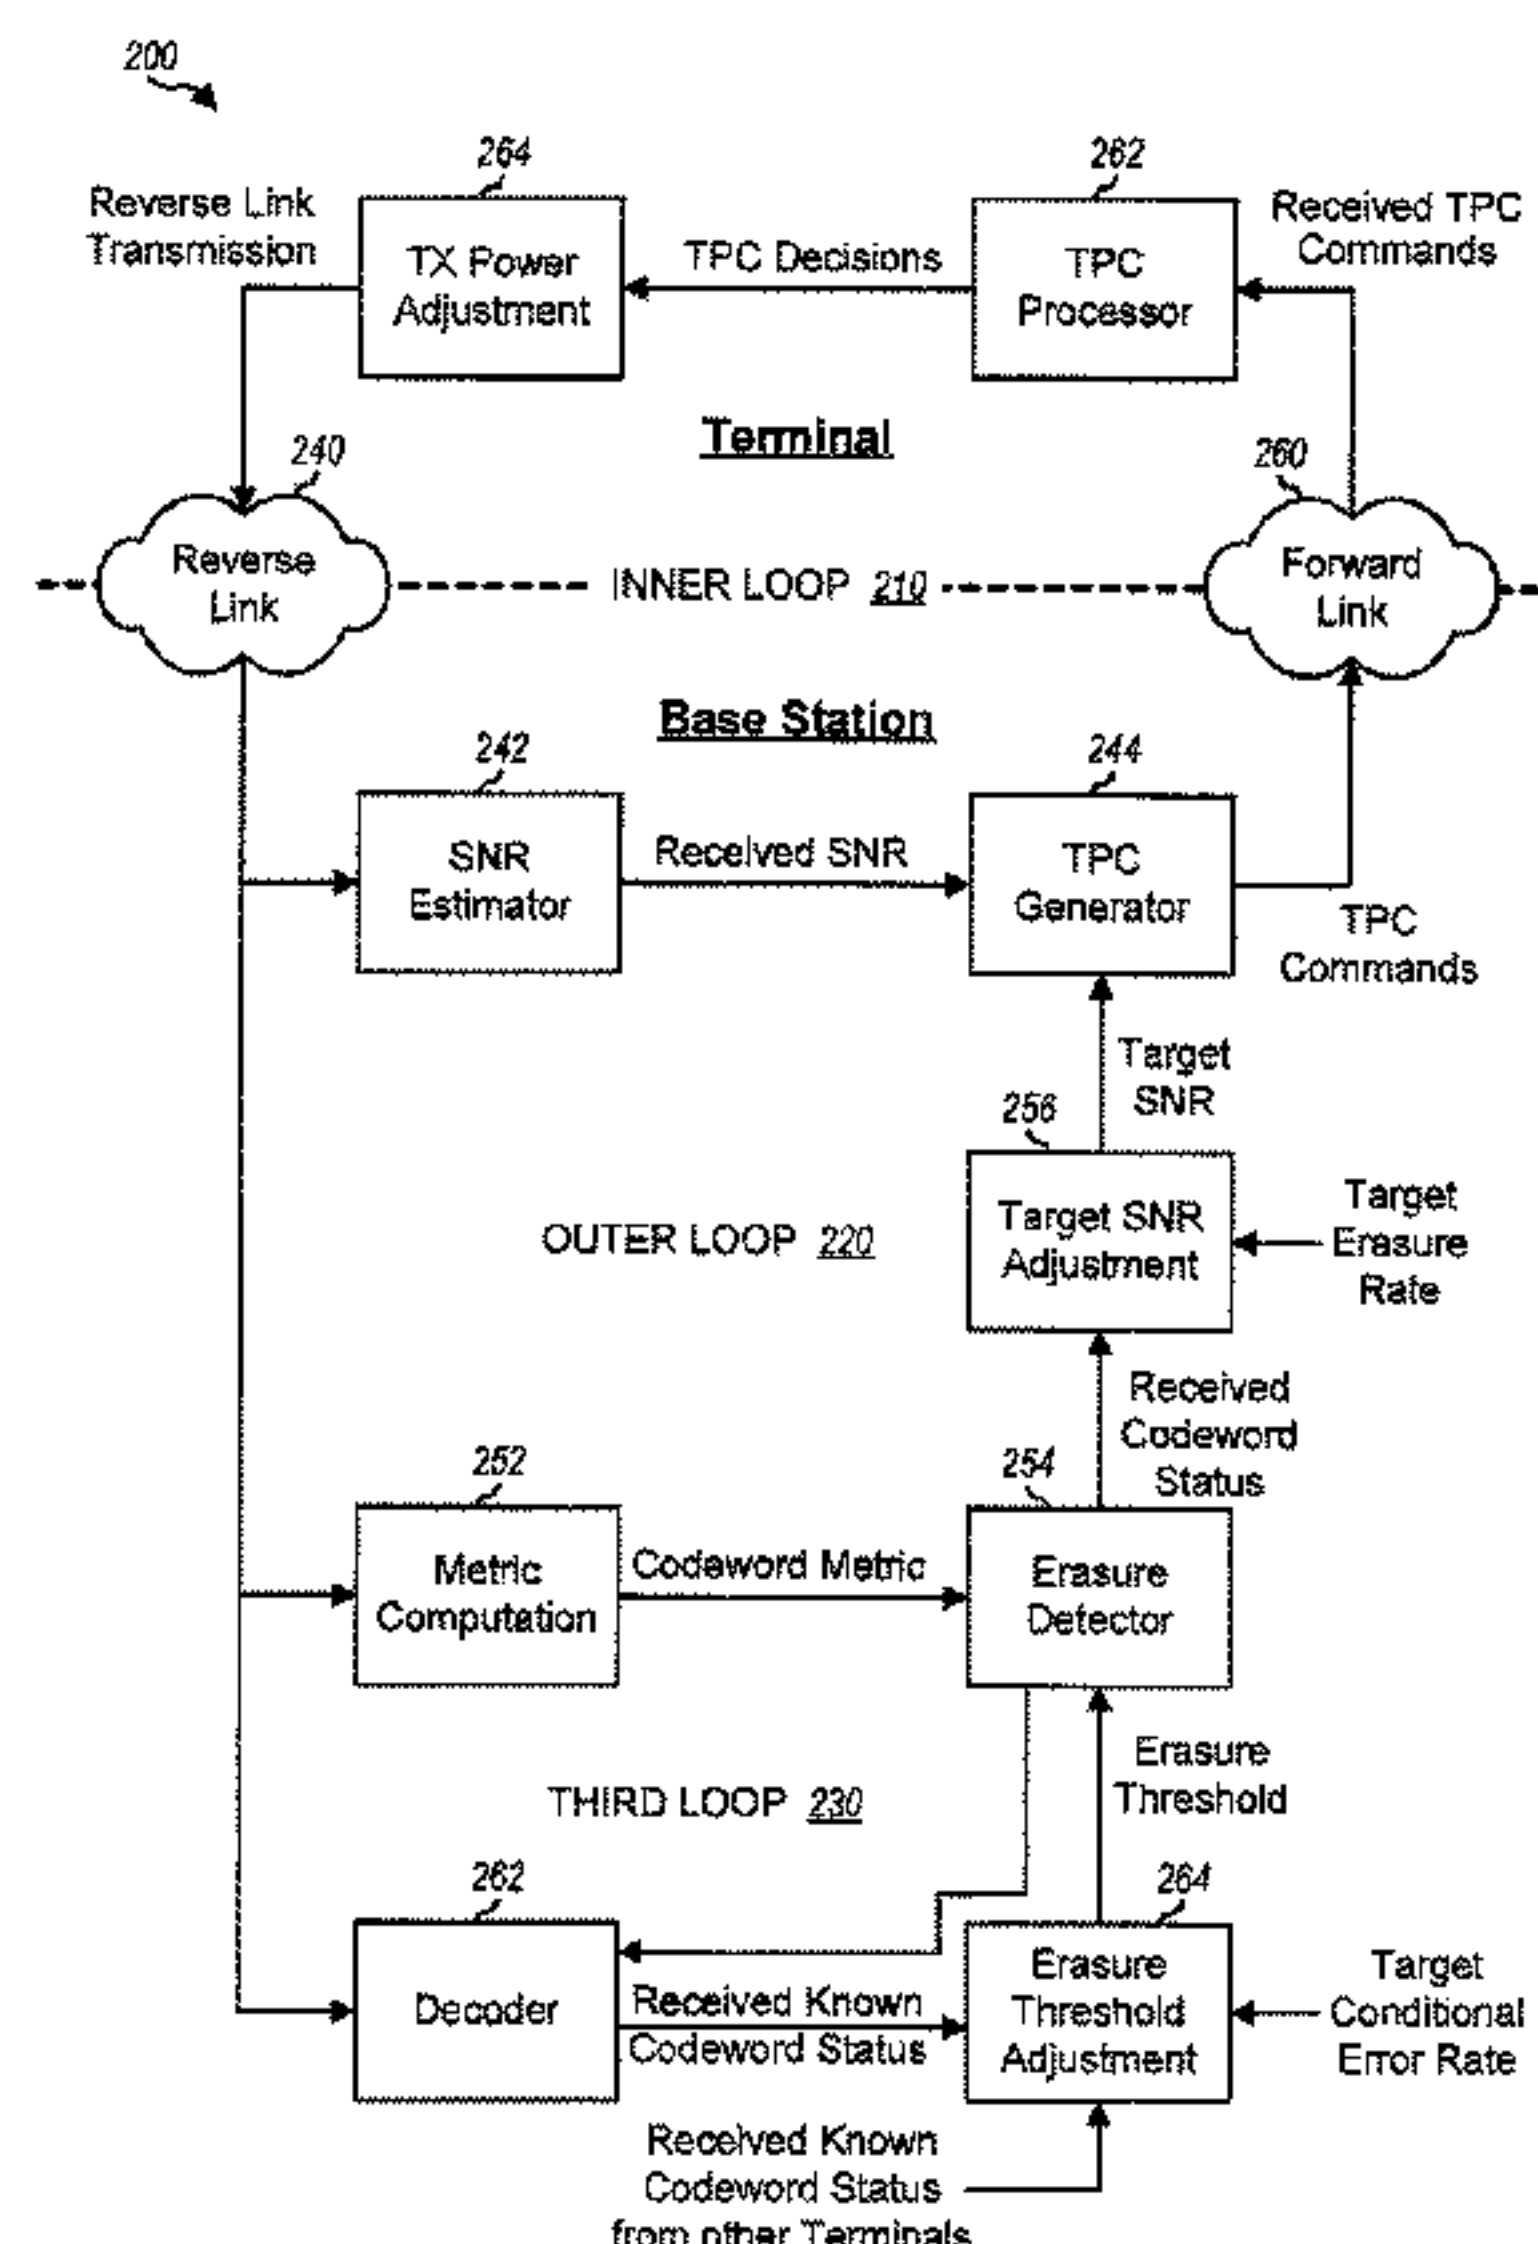 200
264
262
Reverse Link
Transmission
TX Power
Adjustment
TPC Decisions
TPC
Processor
Received TPC
Commands
Terminal
240
260
Reverse
Link
INNER LOOP 210
Forward
Link
Base Station
242
244
SNR
Estimator
Received SNR
TPC
Generator
TPC
Commands
Target
SNR
256
OUTER LOOP 220
Target SNR
Adjustment
Target
Erasure
Rate
Received
Codeword
Status
252
254
Metric
Computation
Codeword Metric
Erasure
Detector
Erasure
Threshold
THIRD LOOP 230
262
264
Decoder
Received Known
Codeword Status
Erasure
Threshold
Adjustment
Target
Conditional
Error Rate
Received Known
Codeword Status
from other Terminals